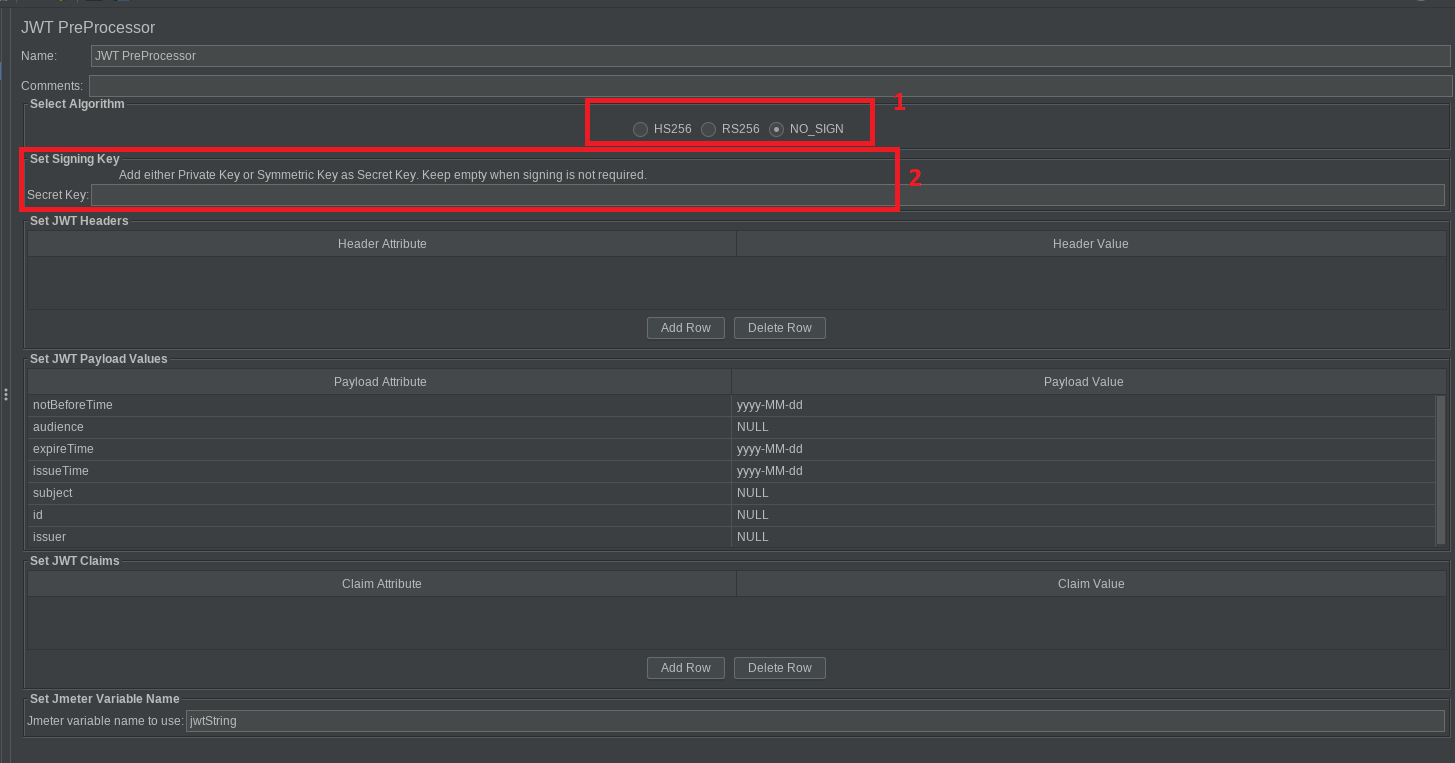 JWT PreProcessor
Name: JWT PreProcessor
Comments:
Select Algorithm
1
HS256 RS256 NO_SIGN
Set Signing Key
Add either Private Key or Symmetric Key as Secret Key. Keep empty when signing is not required.
2
Secret Key:
Set JWT Headers
Header Attribute Header Value
Add Row Delete Row
Set JWT Payload Values
Payload Attribute Payload Value
notBeforeTime yyyy-MM-dd
audience NULL
expireTime yyyy-MM-dd
issueTime yyyy-MM-dd
subject NULL
id NULL
issuer NULL
Set JWT Claims
Claim Attribute Claim Value
Add Row Delete Row
Set Jmeter Variable Name
Jmeter variable name to use: jwtString